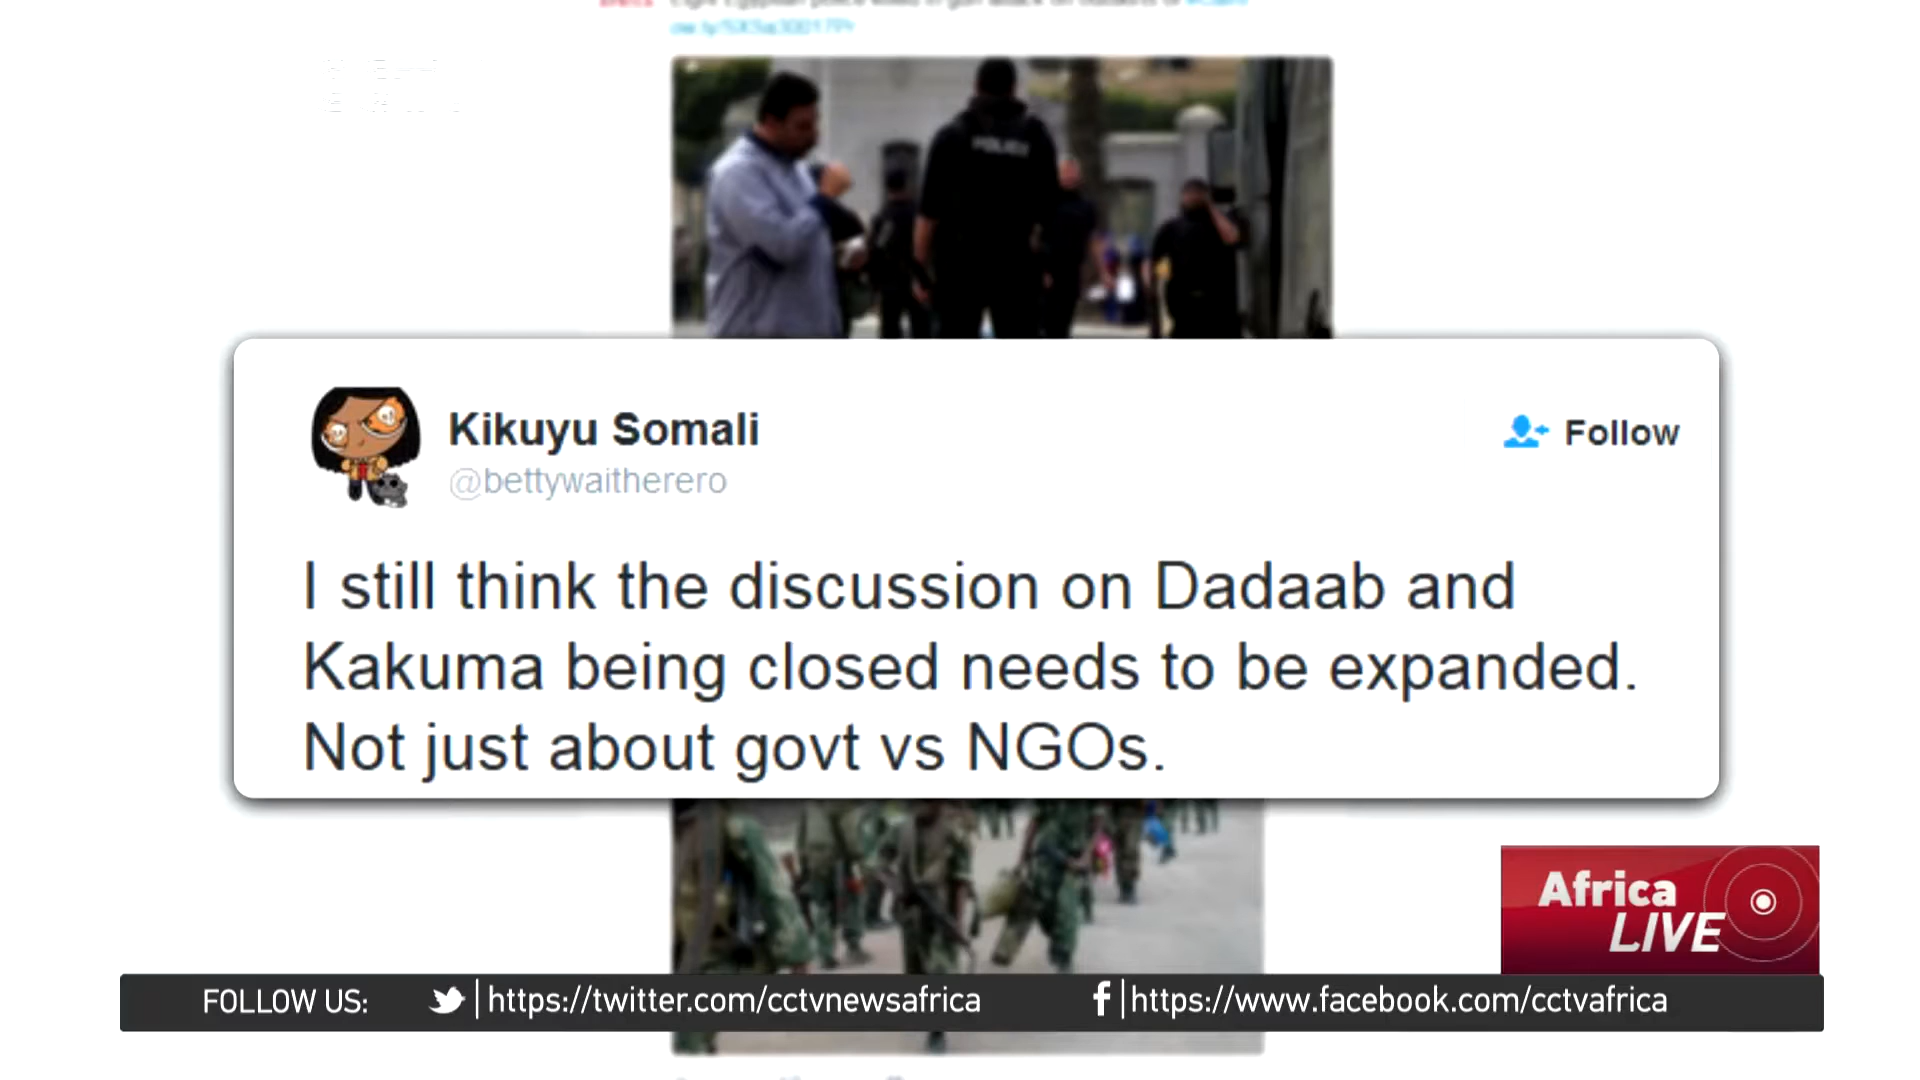 POLICE
Kikuyu Somali
@bettywaitherero
Follow
I still think the discussion on Dadaab and
Kakuma being closed needs to be expanded.
Not just about govt vs NGOs.
Africa
LIVE
FOLLOW US: | https://twitter.com/cctvnewsafrica f | https://www.facebook.com/cctvafrica